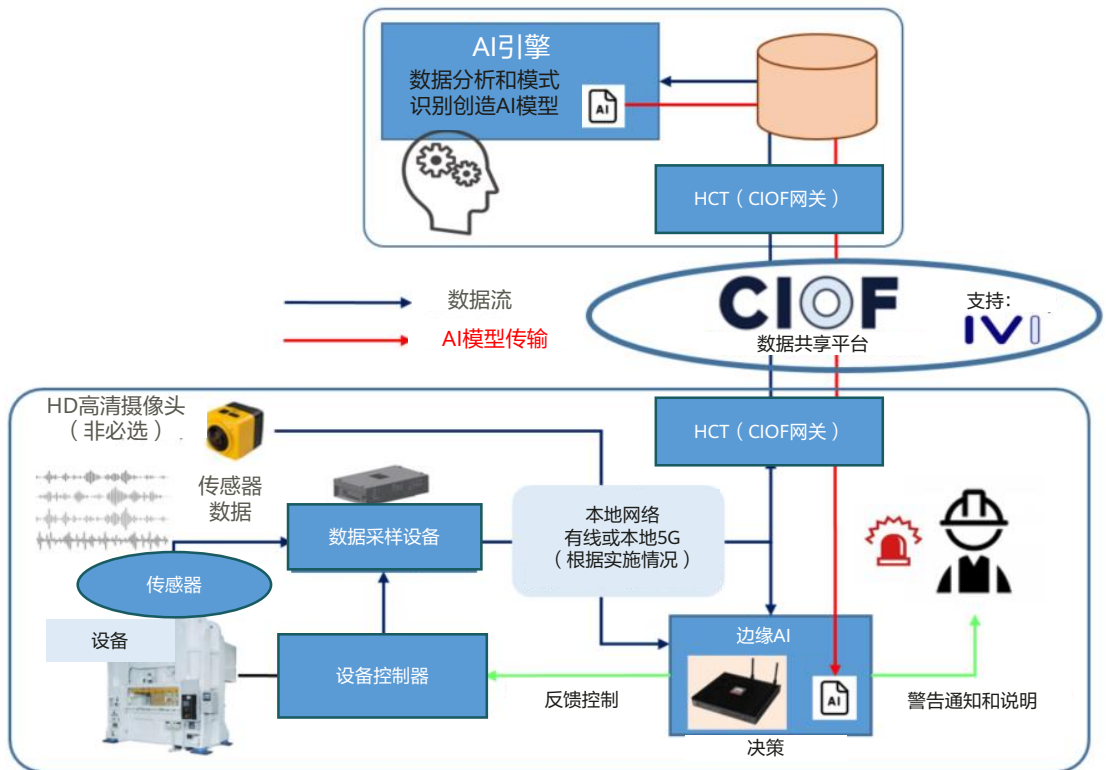 AI引擎
数据分析和模式
识别创造AI模型
AI
HCT（CIOF网关）
数据流
AI模型传输
CIOF
数据共享平台
支持：
IVI
HD高清摄像头
（非必选）
传感器
数据
数据采样设备
传感器
设备
设备控制器
本地网络
有线或本地5G
（根据实施情况）
HCT（CIOF网关）
边缘AI
AI
决策
反馈控制
警告通知和说明